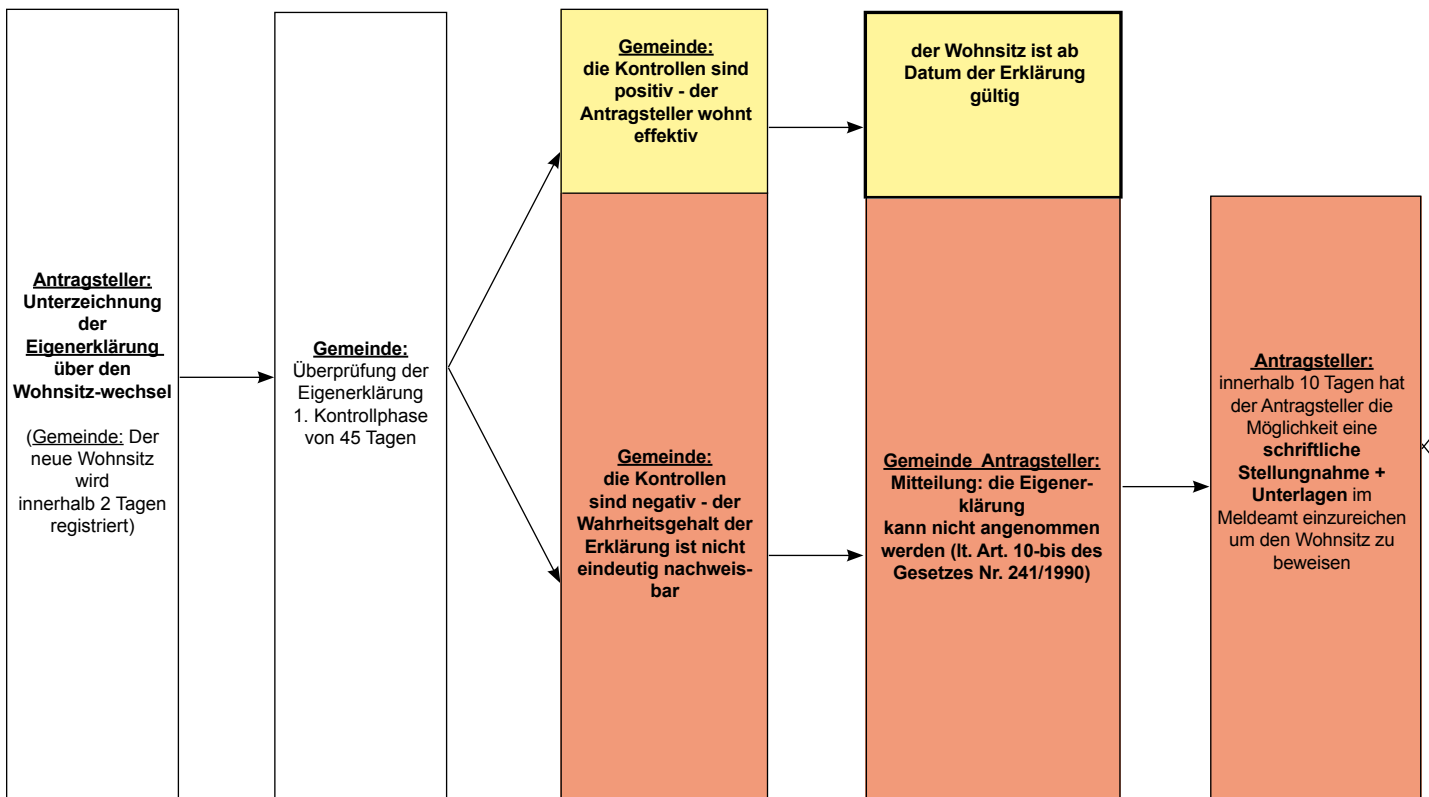 Antragsteller:
Unterzeichnung
der
Eigenerklärung
über den
Wohnsitz-wechsel
(Gemeinde: Der
neue Wohnsitz
wird
innerhalb 2 Tagen
registriert)
Gemeinde:
Überprüfung der
Eigenerklärung
1. Kontrollphase
von 45 Tagen
Gemeinde:
die Kontrollen sind
positiv - der
Antragsteller wohnt
effektiv
der Wohnsitz ist ab
Datum der Erklärung
gültig
Gemeinde:
die Kontrollen
sind negativ - der
Wahrheitsgehalt der
Erklärung ist nicht
eindeutig nachweis-
bar
Gemeinde Antragsteller:
Mitteilung: die Eigener-
klärung
kann nicht angenommen
werden (lt. Art. 10-bis des
Gesetzes Nr. 241/1990)
Antragsteller:
innerhalb 10 Tagen hat
der Antragsteller die
Möglichkeit eine
schriftliche
Stellungnahme +
Unterlagen im
Meldeamt einzureichen
um den Wohnsitz zu
beweisen